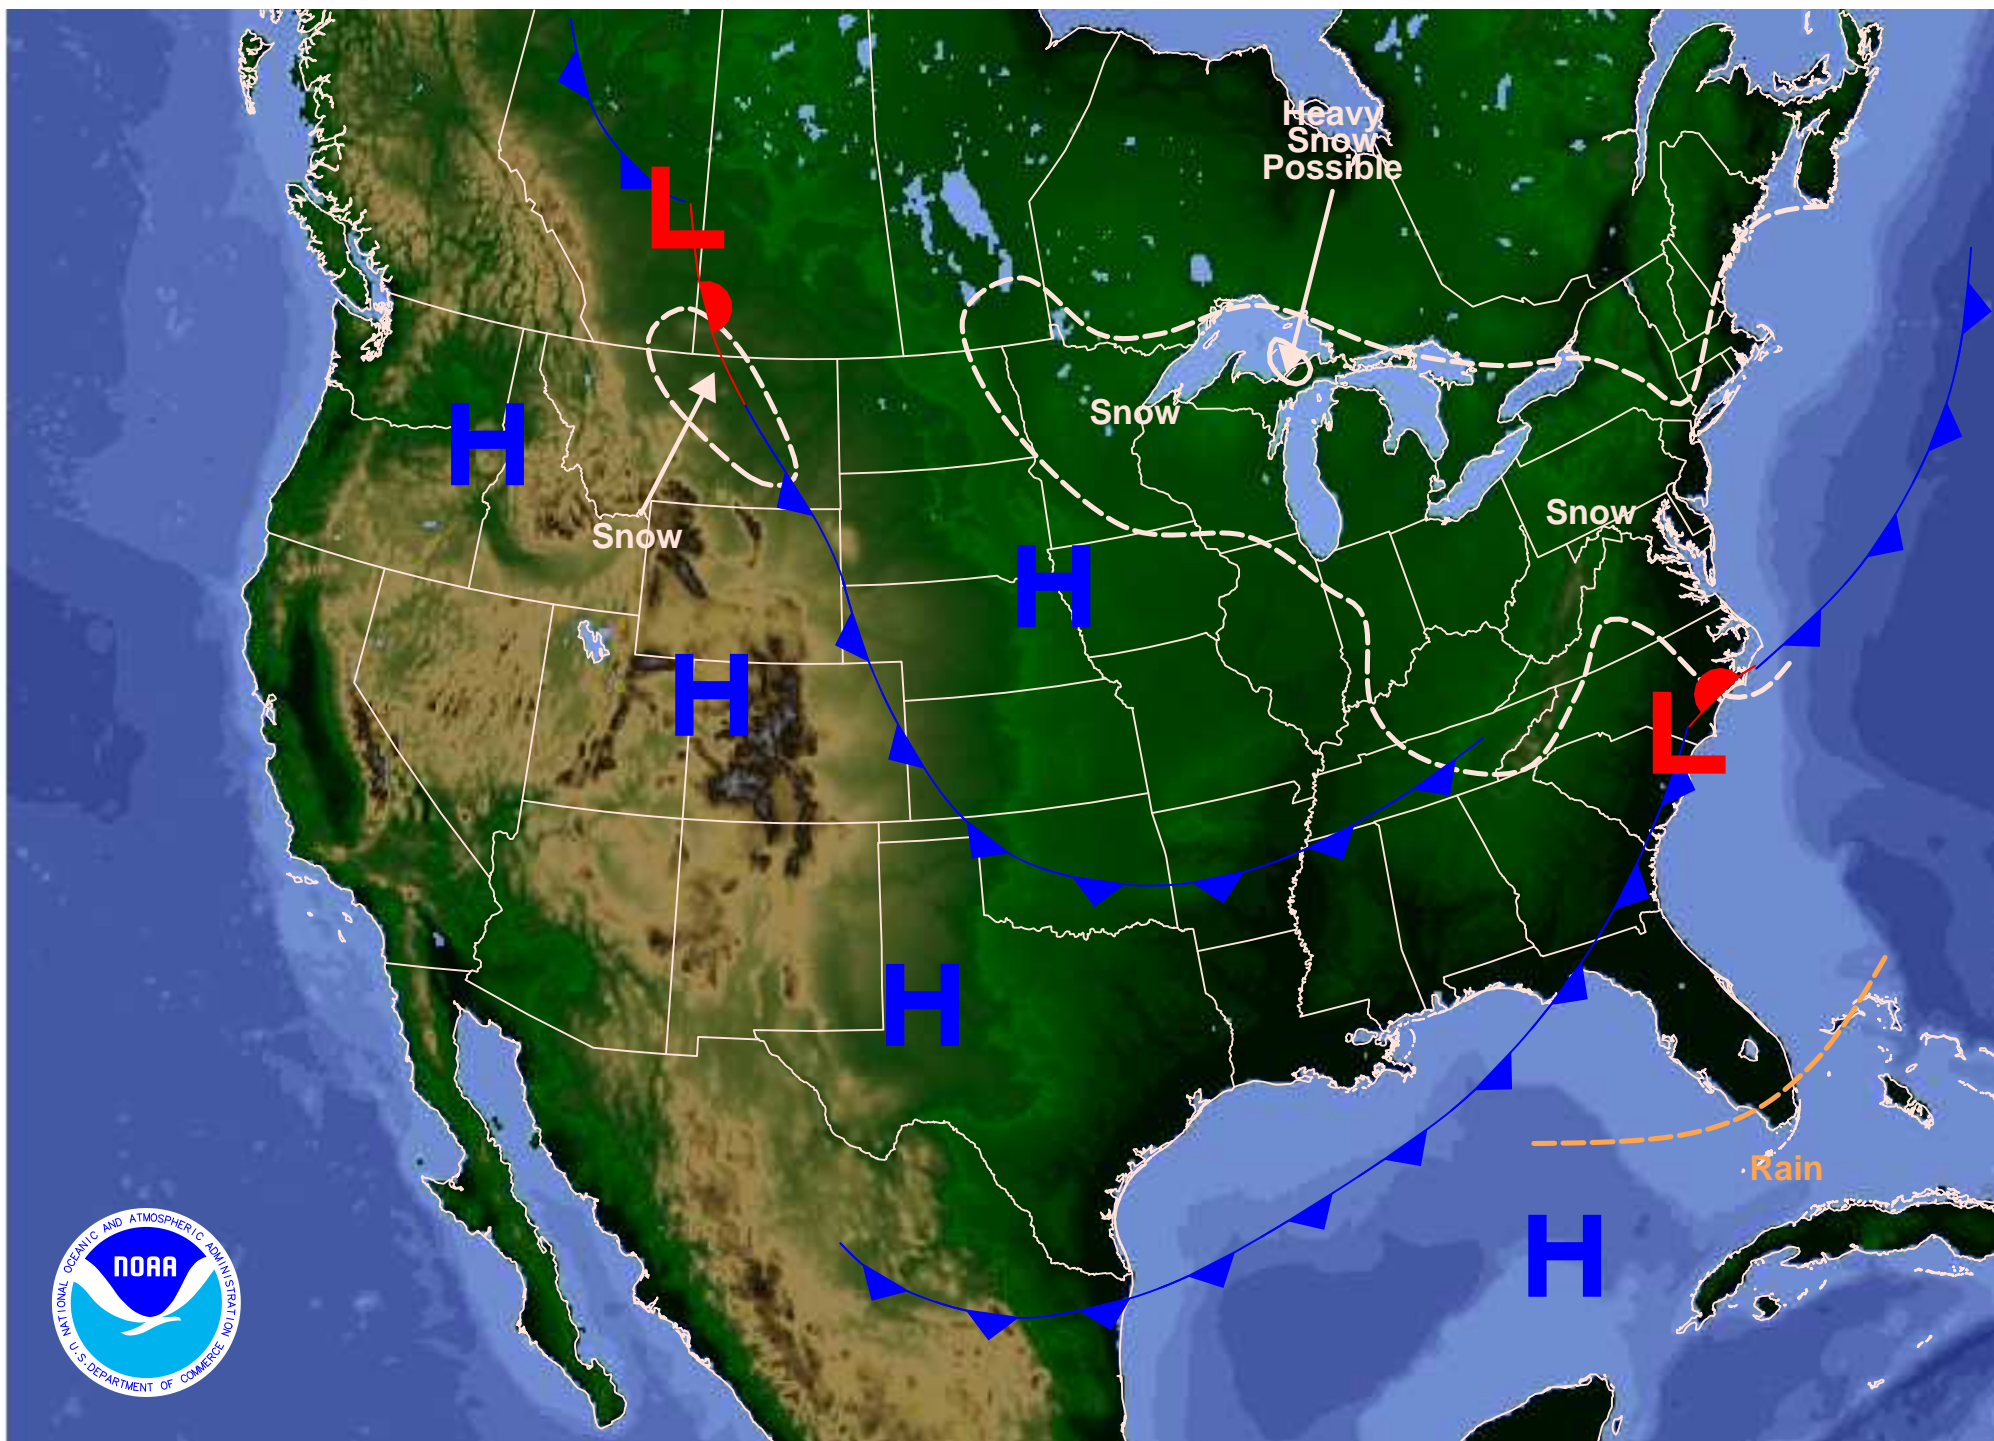 Heavy
Snow
Possible
L
Snow
H
Snow
Snow
H
H
L
H
Rain
H
NATIONAL OCEANIC AND ATMOSPHERIC ADMINISTRATION
NOAA
U.S. DEPARTMENT OF COMMERCE